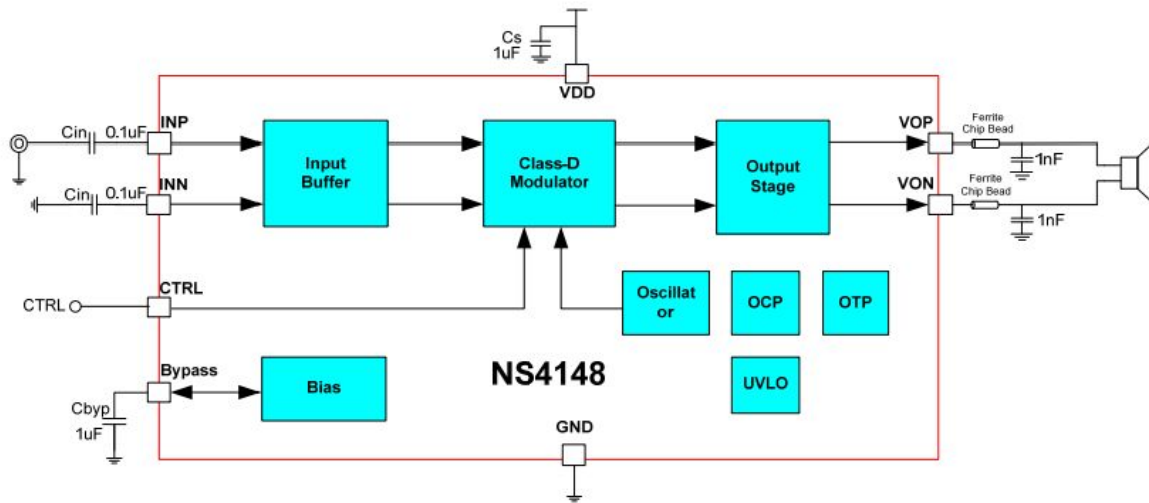 Cs
1uF
VDD
Cin 0.1uF
INP
Input
Buffer
Class-D
Modulator
Output
Stage
VOP
Ferrite
Chip Bead
1nF
Cin 0.1uF
INN
VON
Ferrite
Chip Bead
1nF
CTRL
CTRL
Oscillat
or
OCP
OTP
Bypass
Cbyp
1uF
Bias
NS4148
UVLO
GND